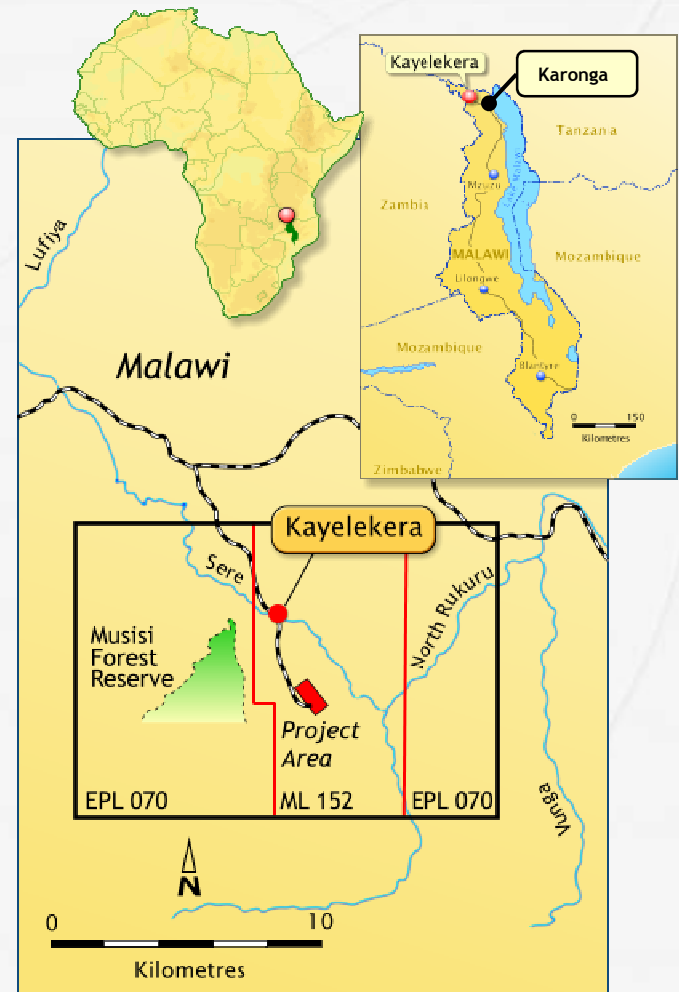 Kayelekera
Karonga
Tanzania
Mzuzu
Zambia
MALAWI
Mozambique
Lilongwe
Mozambique
Blantyre
0 150
Kilometres
Zimbabwe
Lufiya
Malawi
Kayelekera
Sere
North Rukuru
Musisi
Forest
Reserve
Project
Area
EPL 070
ML 152
EPL 070
Vunga
N
0 10
Kilometres